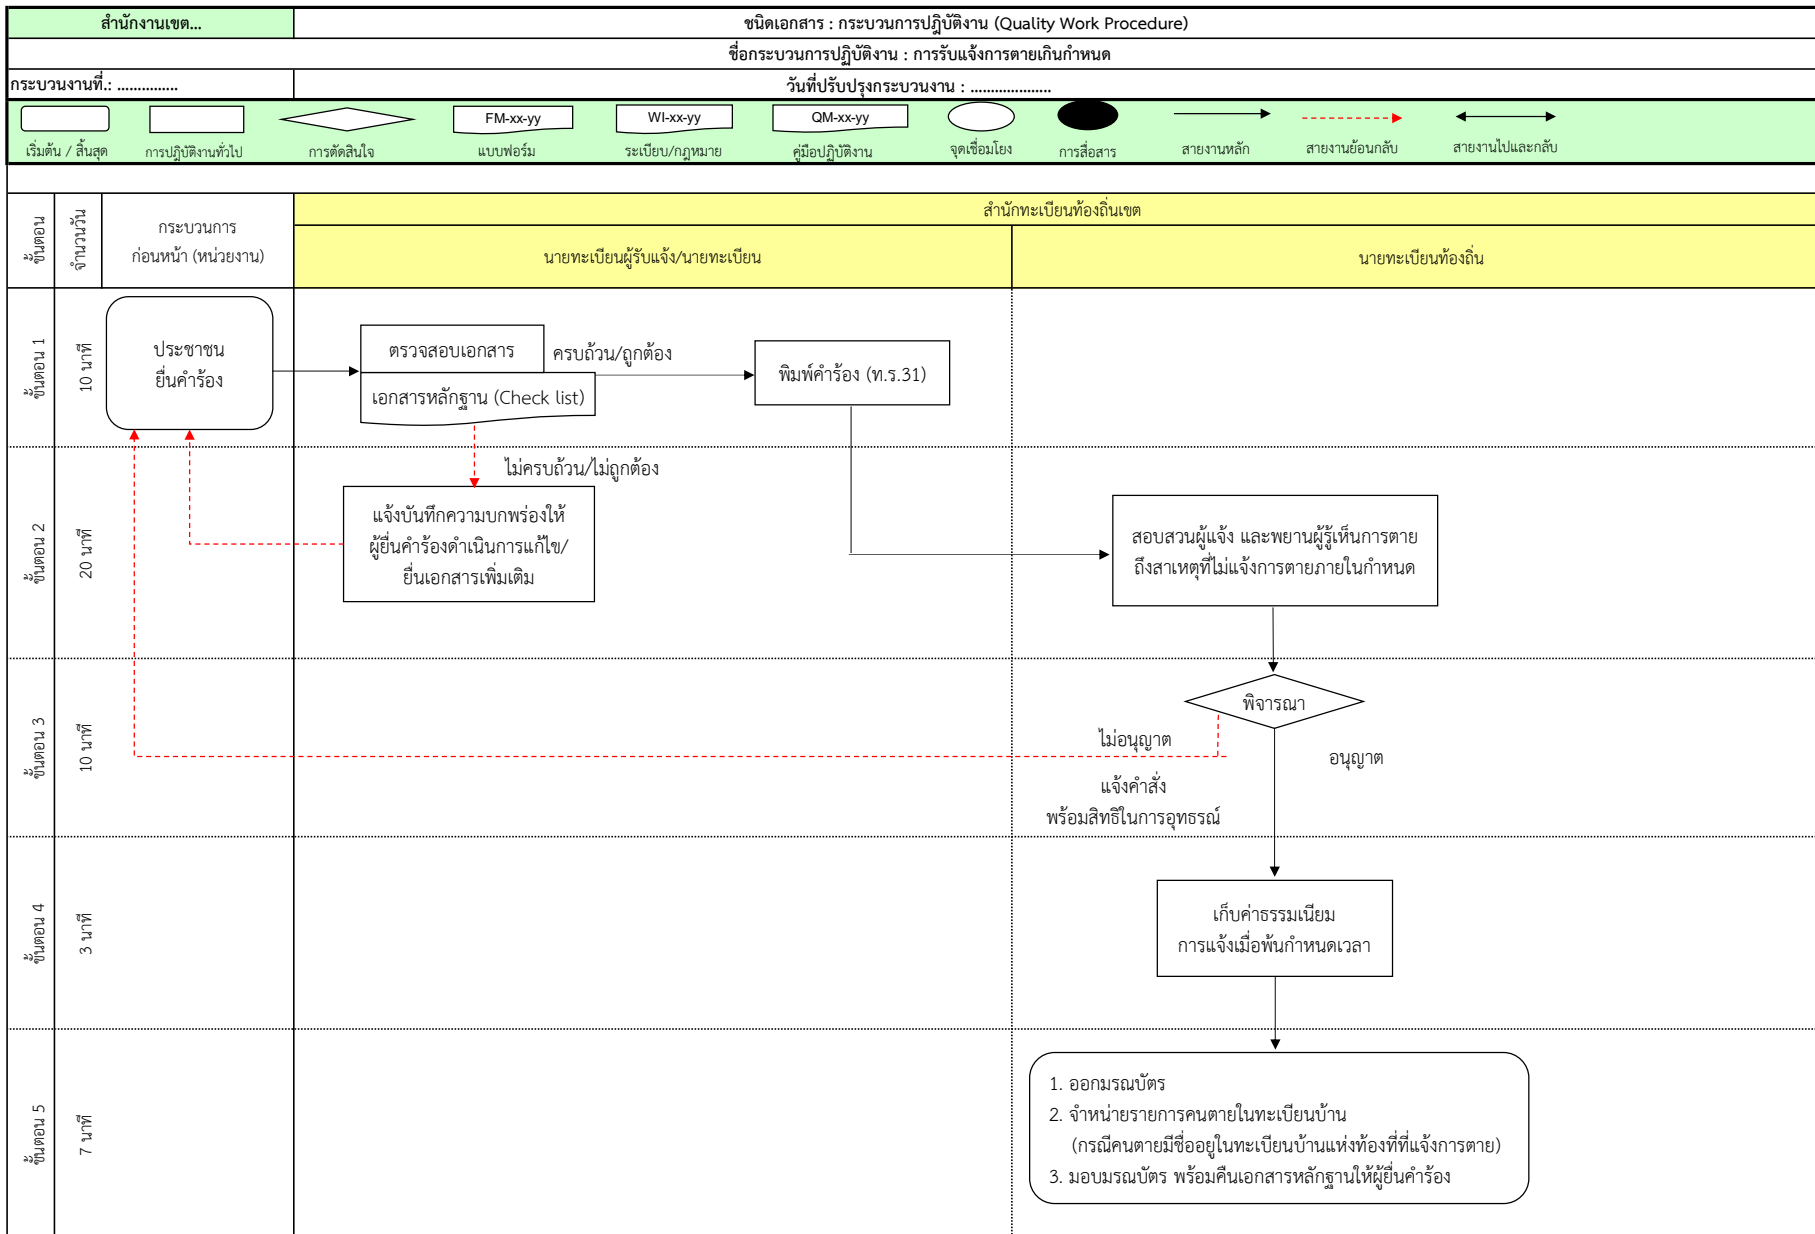 สำนักงานเขต...
ชนิดเอกสาร : กระบวนการปฏิบัติงาน (Quality Work Procedure)
ชื่อกระบวนการปฏิบัติงาน : การรับแจ้งการตายเกินกำหนด
กระบวนงานที่.: ...............
วันที่ปรับปรุงกระบวนงาน : ....................
FM-xx-yy
WI-xx-yy
QM-xx-yy
เริ่มต้น / สิ้นสุด
การปฏิบัติงานทั่วไป
การตัดสินใจ
แบบฟอร์ม
ระเบียบ/กฎหมาย
คู่มือปฏิบัติงาน
จุดเชื่อมโยง
การสื่อสาร
สายงานหลัก
สายงานย้อนกลับ
สายงานไปและกลับ
ขั้นตอน
จำนวนวัน
กระบวนการ
ก่อนหน้า (หน่วยงาน)
สำนักทะเบียนท้องถิ่นเขต
นายทะเบียนผู้รับแจ้ง/นายทะเบียน
นายทะเบียนท้องถิ่น
ขั้นตอน 1
10 นาที
ประชาชน
ยื่นคำร้อง
ตรวจสอบเอกสาร
เอกสารหลักฐาน (Check list)
ครบถ้วน/ถูกต้อง
พิมพ์คำร้อง (ท.ร.31)
ขั้นตอน 2
20 นาที
ไม่ครบถ้วน/ไม่ถูกต้อง
แจ้งบันทึกความบกพร่องให้
ผู้ยื่นคำร้องดำเนินการแก้ไข/
ยื่นเอกสารเพิ่มเติม
สอบสวนผู้แจ้ง และพยานผู้รู้เห็นการตาย
ถึงสาเหตุที่ไม่แจ้งการตายภายในกำหนด
ขั้นตอน 3
10 นาที
พิจารณา
ไม่อนุญาต
อนุญาต
แจ้งคำสั่ง
พร้อมสิทธิในการอุทธรณ์
ขั้นตอน 4
3 นาที
เก็บค่าธรรมเนียม
การแจ้งเมื่อพ้นกำหนดเวลา
ขั้นตอน 5
7 นาที
1. ออกมรณบัตร
2. จำหน่ายรายการคนตายในทะเบียนบ้าน
(กรณีคนตายมีชื่ออยู่ในทะเบียนบ้านแห่งท้องที่ที่แจ้งการตาย)
3. มอบมรณบัตร พร้อมคืนเอกสารหลักฐานให้ผู้ยื่นคำร้อง